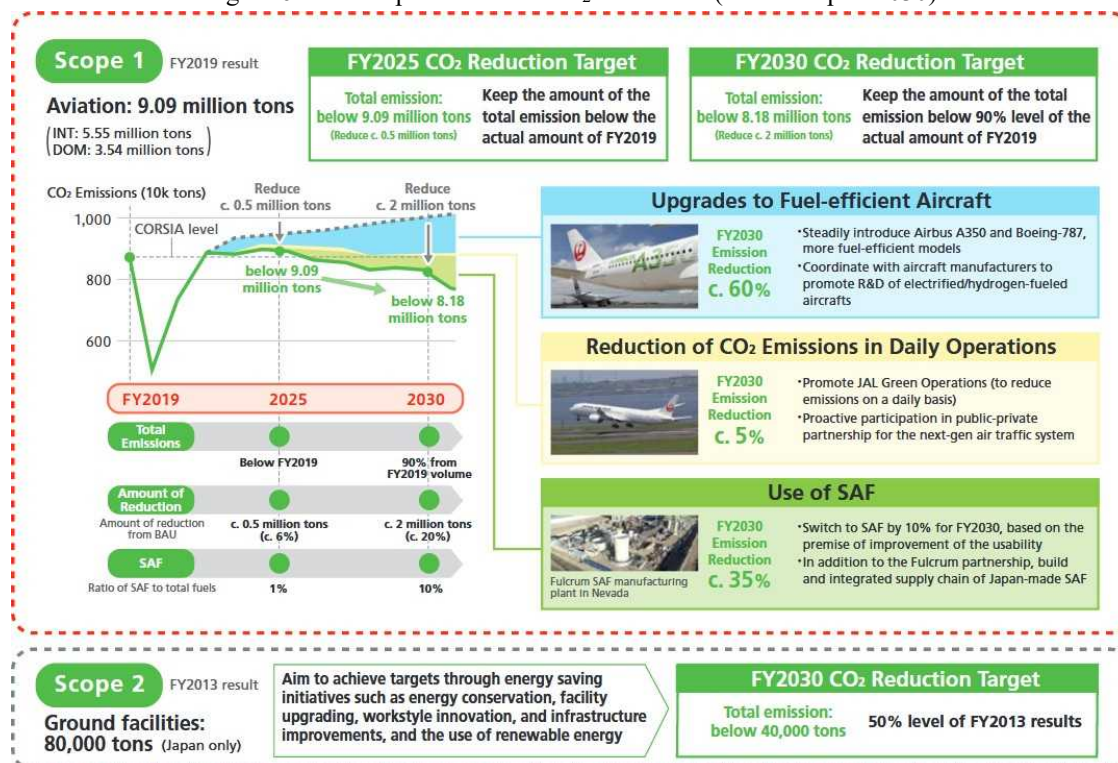 Scope 1 FY2019 result
Aviation: 9.09 million tons
(INT: 5.55 million tons
DOM: 3.54 million tons)
FY2025 CO₂ Reduction Target
Total emission:
below 9.09 million tons
(Reduce c. 0.5 million tons)
Keep the amount of the
total emission below the
actual amount of FY2019
FY2030 CO₂ Reduction Target
Total emission:
below 8.18 million tons
(Reduce c. 2 million tons)
Keep the amount of the total
emission below 90% level of the
actual amount of FY2019
CO₂ Emissions (10k tons)
Reduce
c. 0.5 million tons
Reduce
c. 2 million tons
1,000
CORSIA level
800
600
below 9.09
million tons
below 8.18
million tons
FY2019 2025 2030
Total
Emissions
Below FY2019
90% from
FY2019 volume
Amount of
Reduction
Amount of reduction
from BAU
c. 0.5 million tons
(c. 6%)
c. 2 million tons
(c. 20%)
SAF
Ratio of SAF to total fuels
1%
10%
Upgrades to Fuel-efficient Aircraft
A350
FY2030
Emission
Reduction
c. 60%
•Steadily introduce Airbus A350 and Boeing-787,
more fuel-efficient models
•Coordinate with aircraft manufacturers to
promote R&D of electrified/hydrogen-fueled
aircrafts
Reduction of CO₂ Emissions in Daily Operations
FY2030
Emission
Reduction
c. 5%
•Promote JAL Green Operations (to reduce
emissions on a daily basis)
•Proactive participation in public-private
partnership for the next-gen air traffic system
Use of SAF
Fulcrum SAF manufacturing
plant in Nevada
FY2030
Emission
Reduction
c. 35%
•Switch to SAF by 10% for FY2030, based on the
premise of improvement of the usability
•In addition to the Fulcrum partnership, build
and integrated supply chain of Japan-made SAF
Scope 2 FY2013 result
Ground facilities:
80,000 tons (Japan only)
Aim to achieve targets through energy saving
initiatives such as energy conservation, facility
upgrading, workstyle innovation, and infrastructure
improvements, and the use of renewable energy
FY2030 CO₂ Reduction Target
Total emission:
below 40,000 tons
50% level of FY2013 results